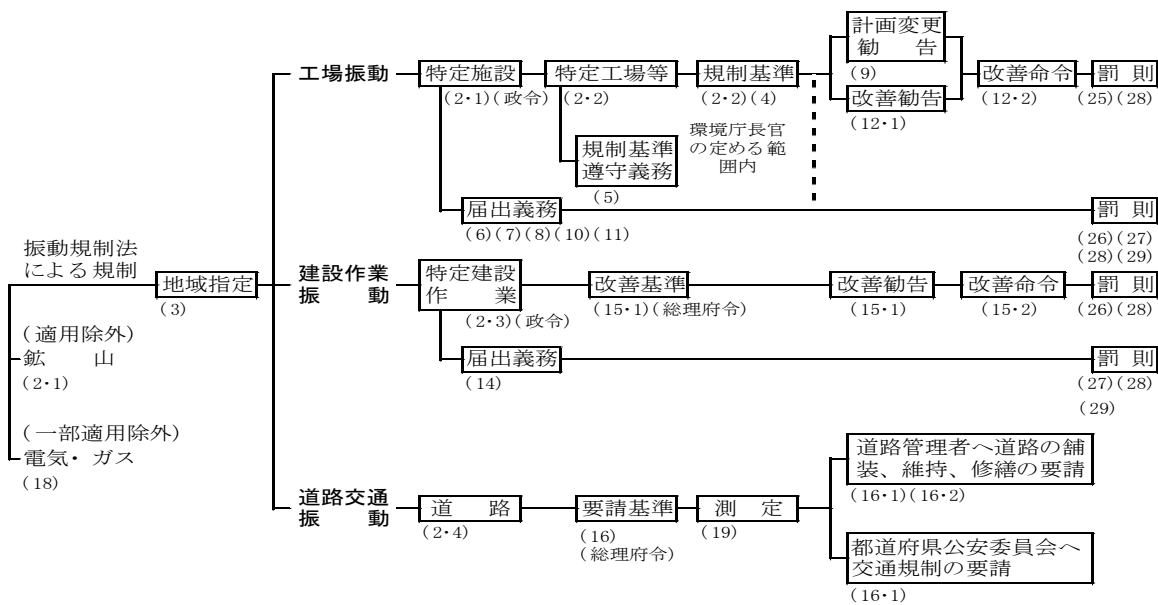 計画変更
勧　告
(9)
工場振動
特定施設
特定工場等
規制基準
改善命令
罰 則
(2・1)(政令)
(2・2)
(2・2)(4)
改善勧告
(12・2)
(25)(28)
(12・1)
環境庁長官
の定める範
囲内
規制基準
遵守義務
(5)
届出義務
罰 則
(6)(7)(8)(10)(11)
(26)(27)
(28)(29)
振動規制法
による規制
地域指定
(3)
建設作業
振　動
特定建設
作　業
改善基準
改善勧告
改善命令
罰 則
(2・3)(政令)
(15・1)(総理府令)
(15・1)
(15・2)
(26)(28)
(適用除外)
鉱　山
(2・1)
届出義務
罰 則
(14)
(27)(28)
(29)
(一部適用除外)
電気・ガス
(18)
道路管理者へ道路の舗
装、維持、修繕の要請
(16・1)(16・2)
道路交通
振　動
道　路
要請基準
測　定
(2・4)
(16)
(総理府令)
(19)
都道府県公安委員会へ
交通規制の要請
(16・1)